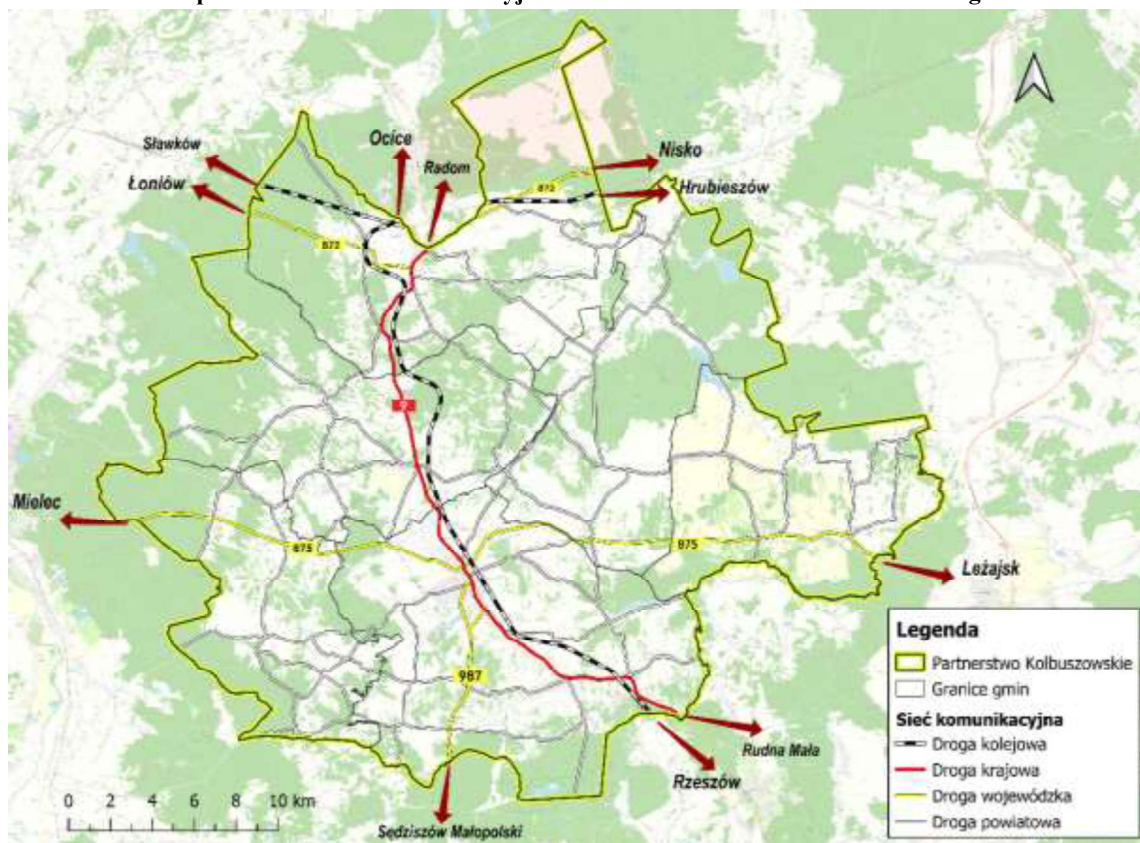 Sławków
Ocice
Radom
Łoniów
Nisko
Hrubieszów
872
872
9
Mielec
875
875
Leżajsk
987
Rudna Mała
Rzeszów
Sędziszów Małopolski
0 2 4 6 8 10 km
Legenda
Partnerstwo Kolbuszowskie
Granice gmin
Sieć komunikacyjna
Droga kolejowa
Droga krajowa
Droga wojewódzka
Droga powiatowa